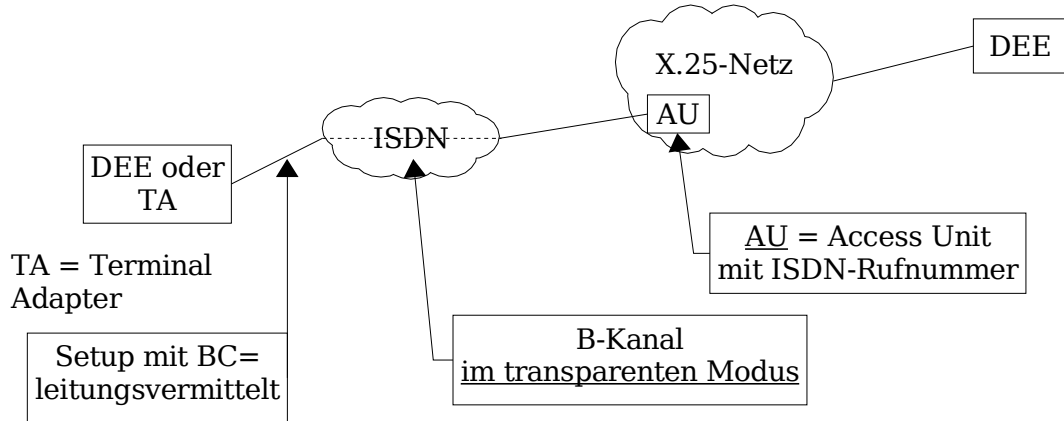 X.25-Netz
DEE
AU
ISDN
DEE oder
TA
AU = Access Unit
mit ISDN-Rufnummer
TA = Terminal
Adapter
Setup mit BC=
leitungsvermittelt
B-Kanal
im transparenten Modus